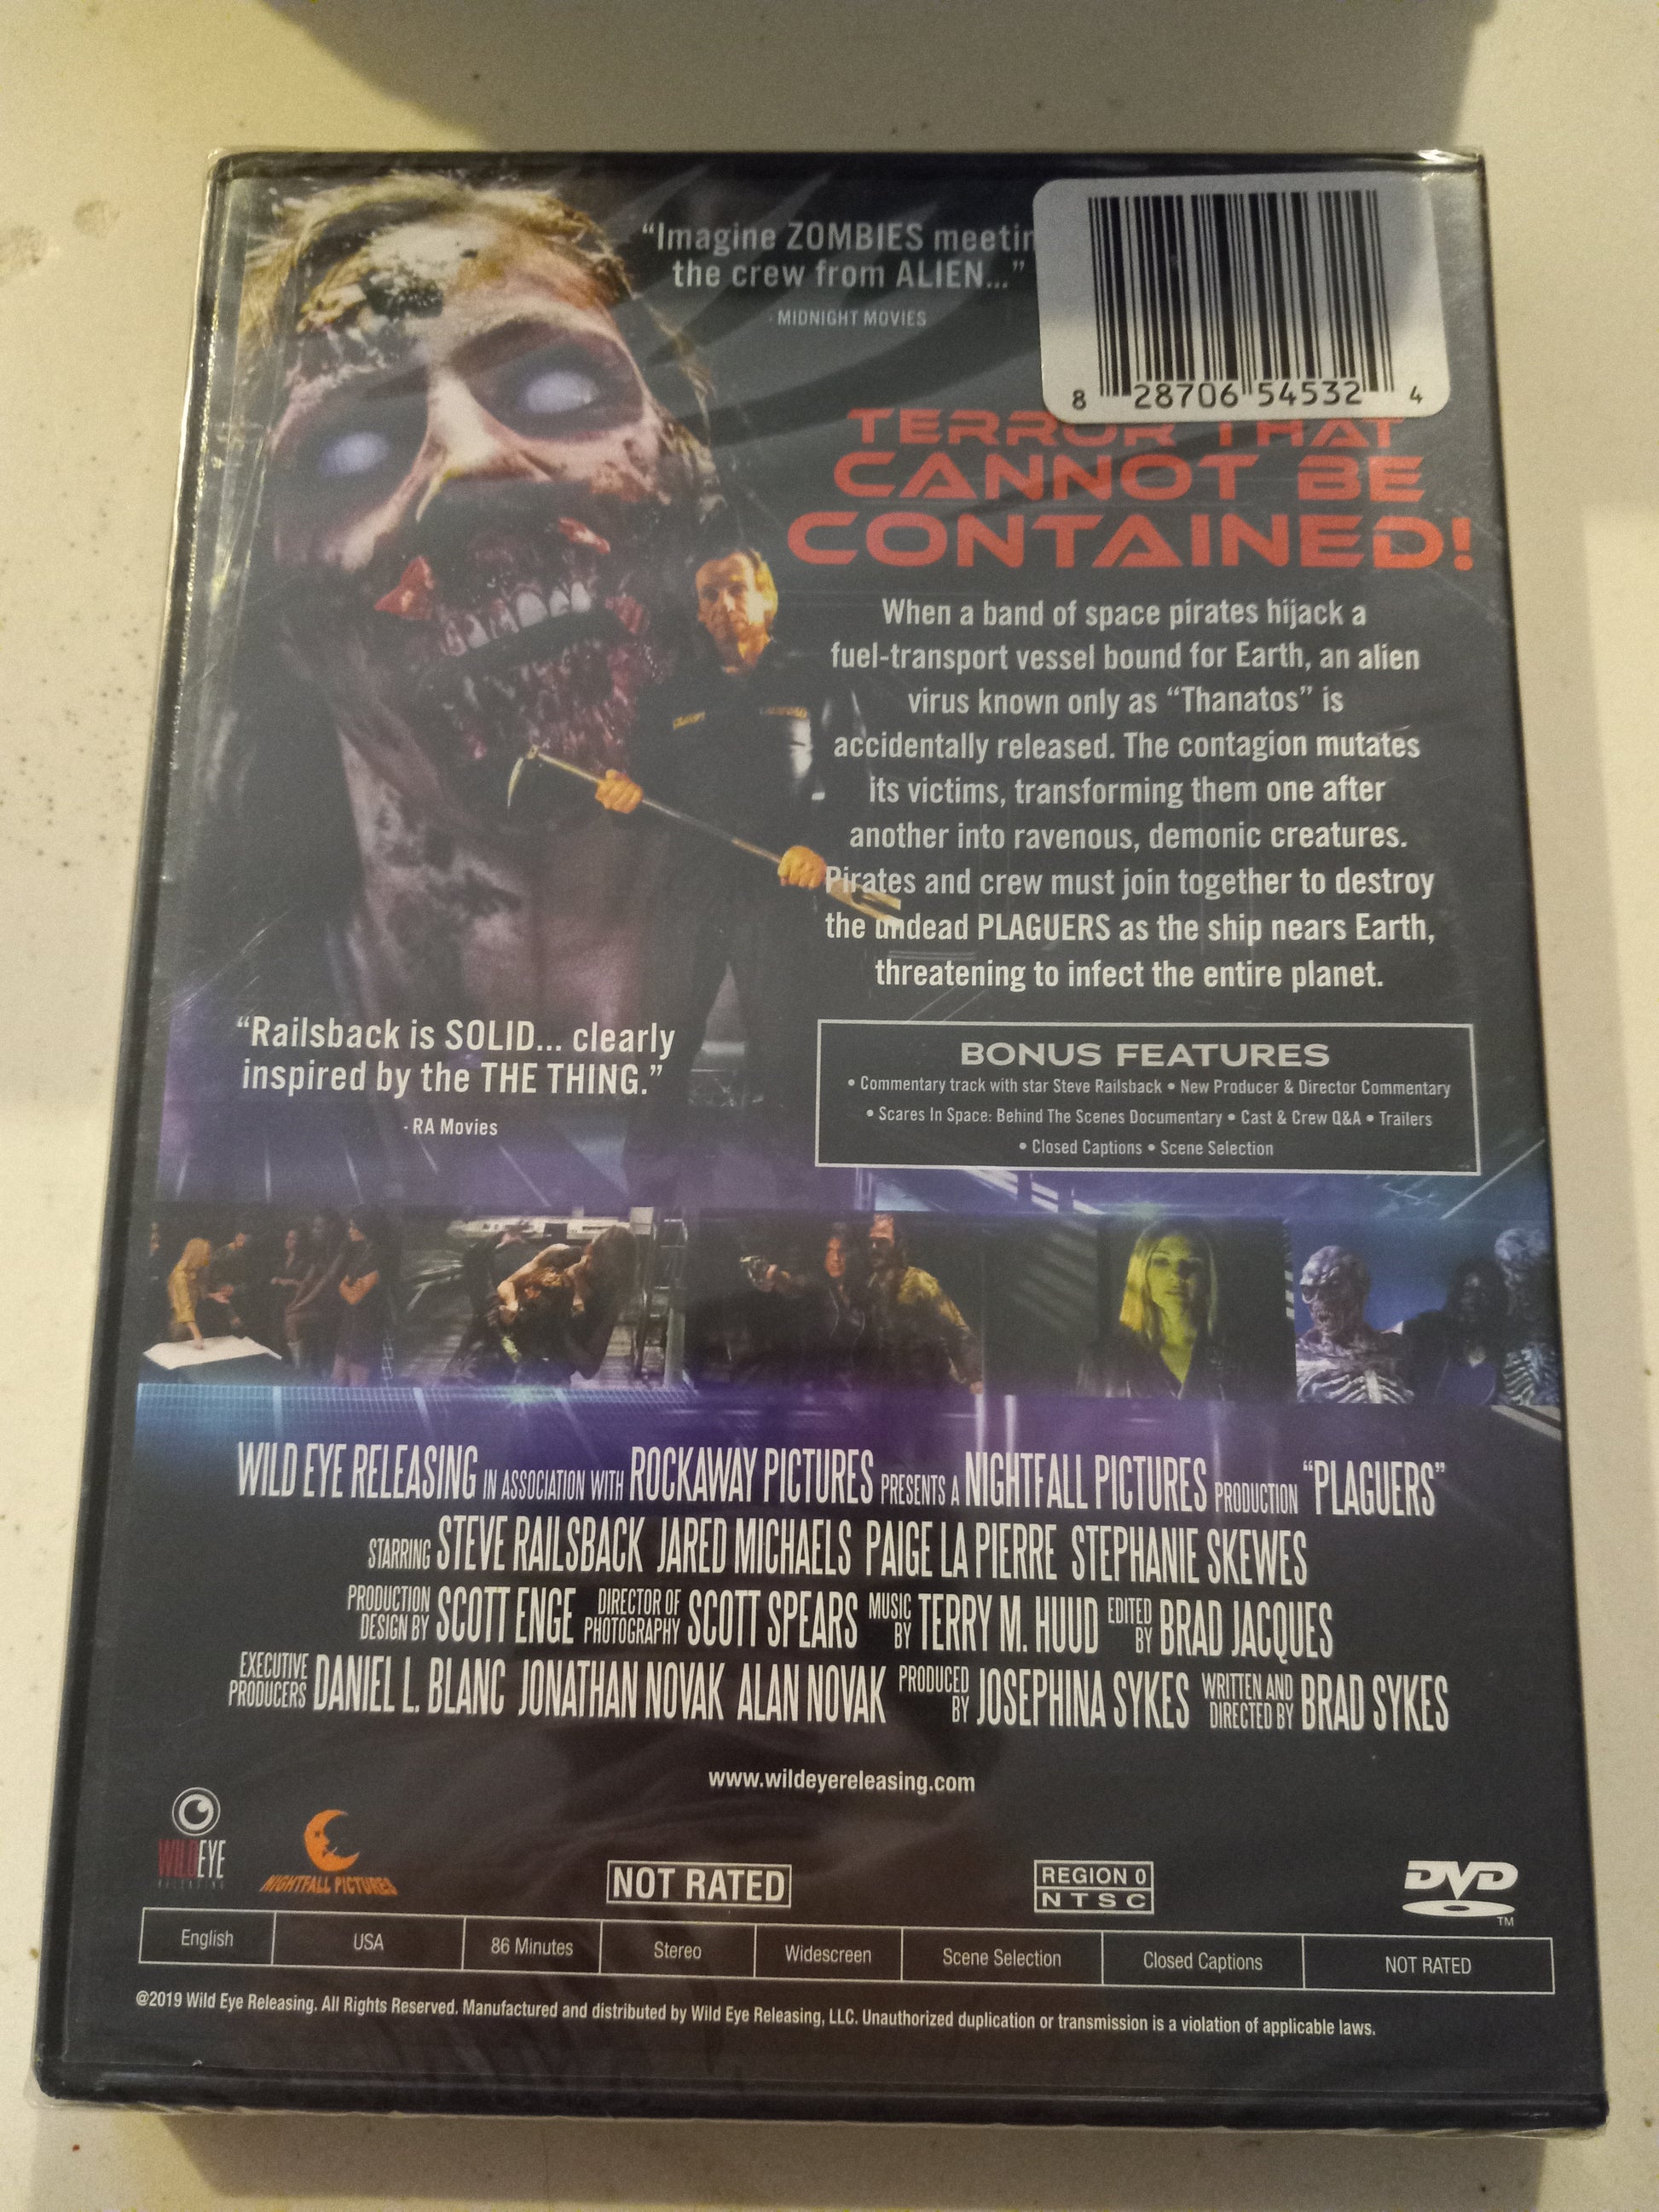 “Imagine ZOMBIES meetin
the crew from ALIEN...”
- MIDNIGHT MOVIES
8 28706 54532 4
TERROR THAT
CANNOT BE
CONTAINED!
When a band of space pirates hijack a
fuel-transport vessel bound for Earth, an alien
virus known only as “Thanatos” is
accidentally released. The contagion mutates
its victims, transforming them one after
another into ravenous, demonic creatures.
Pirates and crew must join together to destroy
the undead PLAGUERS as the ship nears Earth,
threatening to infect the entire planet.
“Railsback is SOLID... clearly
inspired by the THE THING.”
- RA Movies
BONUS FEATURES
• Commentary track with star Steve Railsback • New Producer & Director Commentary
• Scares In Space: Behind The Scenes Documentary • Cast & Crew Q&A • Trailers
• Closed Captions • Scene Selection
WILD EYE RELEASING IN ASSOCIATION WITH ROCKAWAY PICTURES PRESENTS A NIGHTFALL PICTURES PRODUCTION “PLAGUERS”
STARRING STEVE RAILSBACK JARED MICHAELS PAIGE LA PIERRE STEPHANIE SKEWES
PRODUCTION DESIGN BY SCOTT ENGE DIRECTOR OF PHOTOGRAPHY SCOTT SPEARS MUSIC BY TERRY M. HUUD EDITED BY BRAD JACQUES
EXECUTIVE PRODUCERS DANIEL L. BLANC JONATHAN NOVAK ALAN NOVAK PRODUCED BY JOSEPHINA SYKES WRITTEN AND DIRECTED BY BRAD SYKES
www.wildeyereleasing.com
WILDEYE
RELEASING
NIGHTFALL PICTURES
NOT RATED
REGION 0
NTSC
DVD
TM
English USA 86 Minutes Stereo Widescreen Scene Selection Closed Captions NOT RATED
@2019 Wild Eye Releasing. All Rights Reserved. Manufactured and distributed by Wild Eye Releasing, LLC. Unauthorized duplication or transmission is a violation of applicable laws.